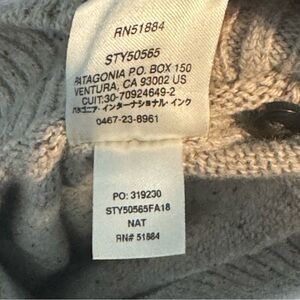 RN51884
STY50565
PATAGONIA P.O. BOX 150
VENTURA, CA 93002 US
CUIT:30-70924649-2
パタゴニア・インターナショナル・インク
0467-23-8961
PO: 319230
STY50565FA18
NAT
RN# 51884